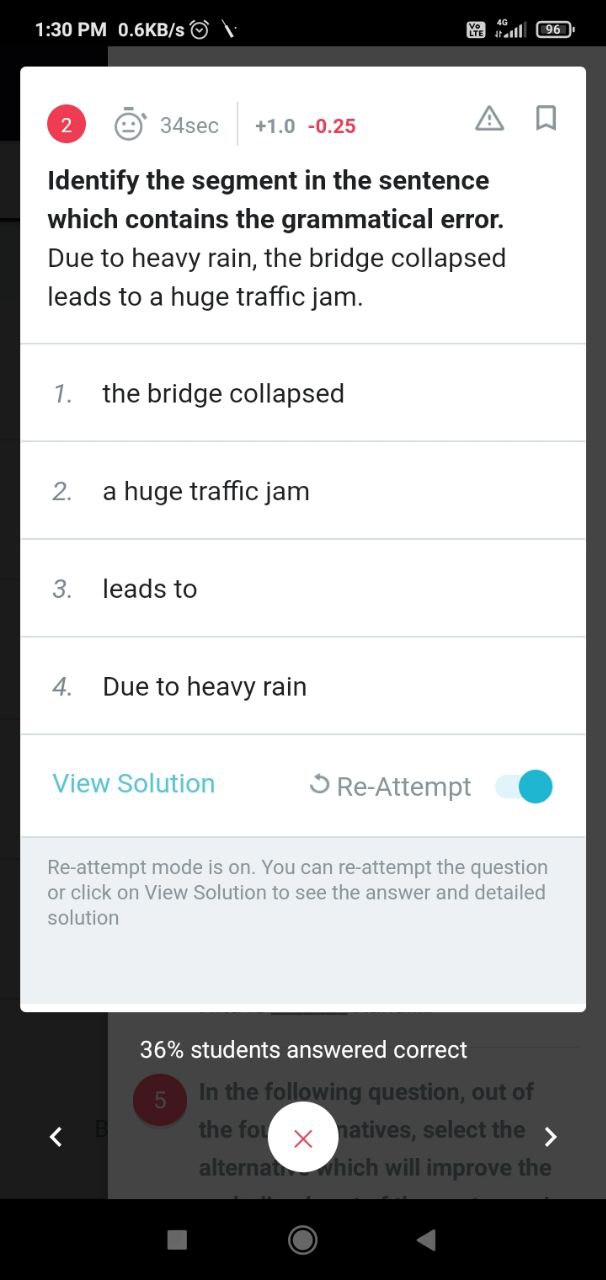 1:30 PM 0.6KB/s
Vo LTE 4G 96
2 34sec +1.0 -0.25
Identify the segment in the sentence
which contains the grammatical error.
Due to heavy rain, the bridge collapsed
leads to a huge traffic jam.
1. the bridge collapsed
2. a huge traffic jam
3. leads to
4. Due to heavy rain
View Solution Re-Attempt
Re-attempt mode is on. You can re-attempt the question
or click on View Solution to see the answer and detailed
solution
36% students answered correct
5 In the following question, out of
the natives, select the
which will improve the